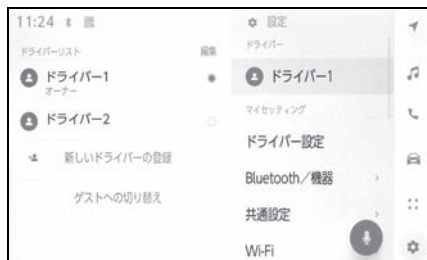 11:24
ドライバーリスト
編集
ドライバー1
オーナー
ドライバー2
新しいドライバーの登録
ゲストへの切り替え
設定
ドライバー
ドライバー1
マイセッティング
ドライバー設定
Bluetooth／機器
共通設定
Wi-Fi